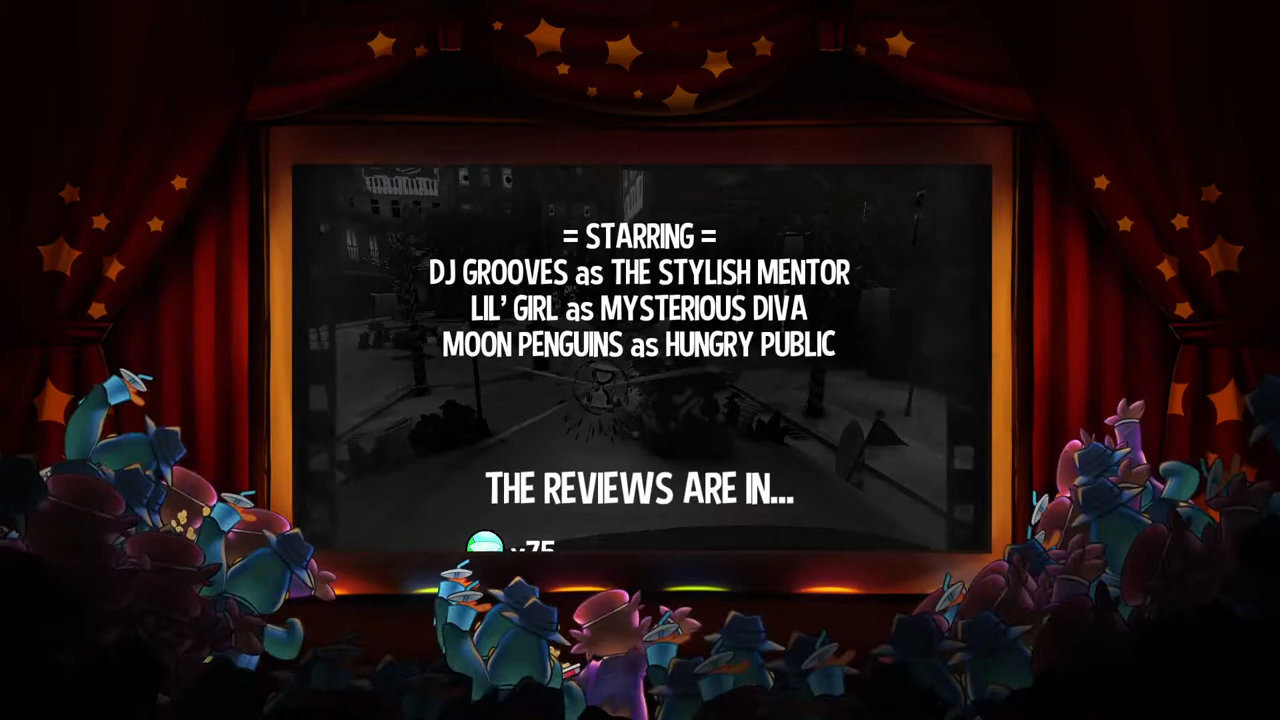 = STARRING =
DJ GROOVES as THE STYLISH MENTOR
LIL' GIRL as MYSTERIOUS DIVA
MOON PENGUINS as HUNGRY PUBLIC
THE REVIEWS ARE IN...
x75